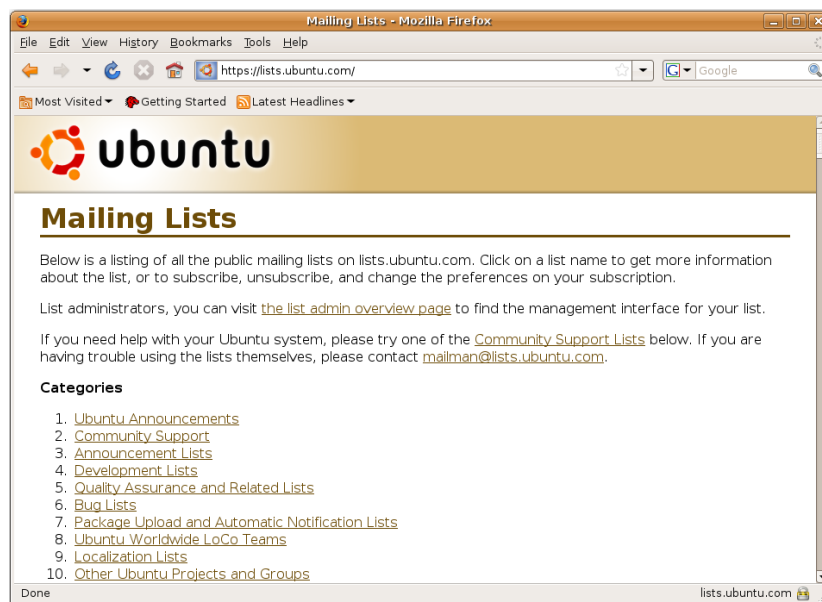 Mailing Lists - Mozilla Firefox
File Edit View History Bookmarks Tools Help
https://lists.ubuntu.com/
G
Google
Most Visited
Getting Started
Latest Headlines
ubuntu
Mailing Lists
Below is a listing of all the public mailing lists on lists.ubuntu.com. Click on a list name to get more information
about the list, or to subscribe, unsubscribe, and change the preferences on your subscription.
List administrators, you can visit the list admin overview page to find the management interface for your list.
If you need help with your Ubuntu system, please try one of the Community Support Lists below. If you are
having trouble using the lists themselves, please contact mailman@lists.ubuntu.com.
Categories
1. Ubuntu Announcements
2. Community Support
3. Announcement Lists
4. Development Lists
5. Quality Assurance and Related Lists
6. Bug Lists
7. Package Upload and Automatic Notification Lists
8. Ubuntu Worldwide LoCo Teams
9. Localization Lists
10. Other Ubuntu Projects and Groups
Done
lists.ubuntu.com